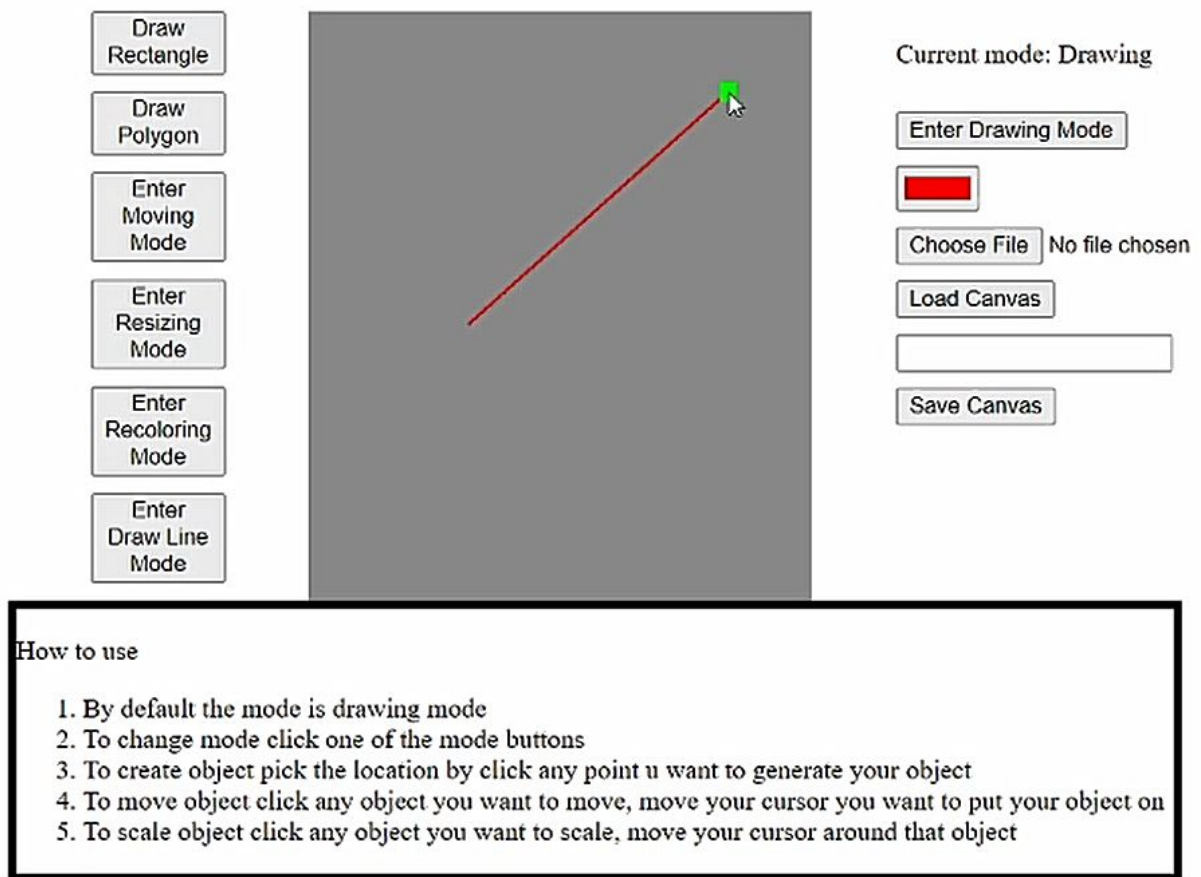 Draw
Rectangle
Draw
Polygon
Enter
Moving
Mode
Enter
Resizing
Mode
Enter
Recoloring
Mode
Enter
Draw Line
Mode
Current mode: Drawing
Enter Drawing Mode
Choose File No file chosen
Load Canvas
Save Canvas
How to use
1. By default the mode is drawing mode
2. To change mode click one of the mode buttons
3. To create object pick the location by click any point u want to generate your object
4. To move object click any object you want to move, move your cursor you want to put your object on
5. To scale object click any object you want to scale, move your cursor around that object